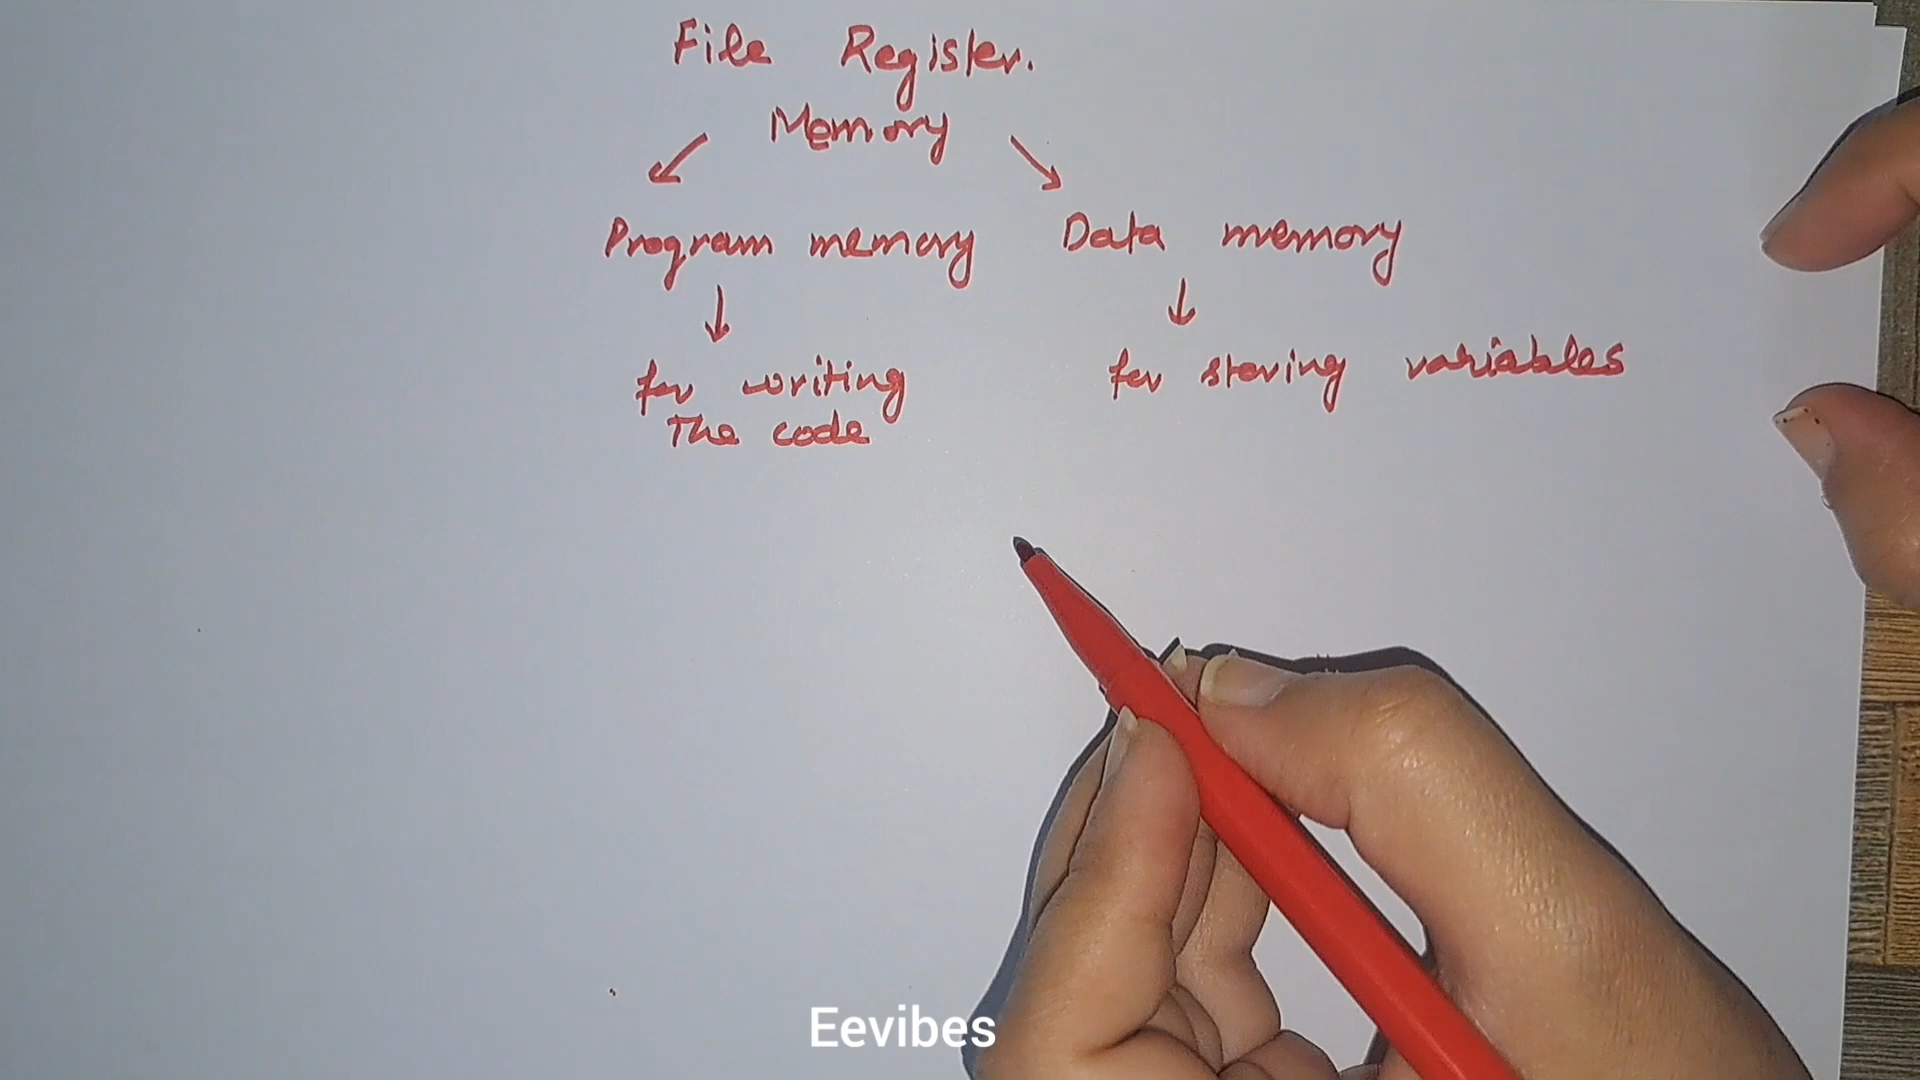 File Register.
Memory
Program memory
Data memory
for writing
The code
for storing variables
Eevibes